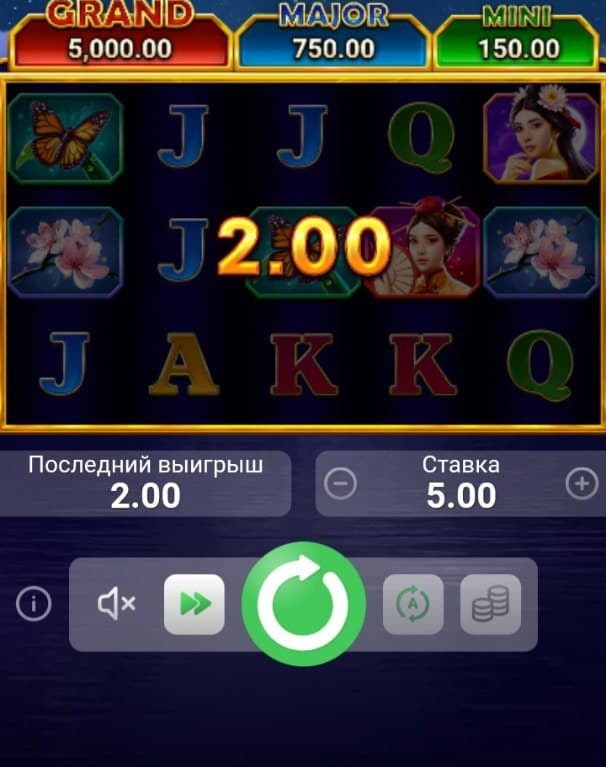 GRAND MAJOR MINI
5,000.00 750.00 150.00
J J Q
J 2.00
J A K K Q
Последний выигрыш Ставка
2.00 5.00
A